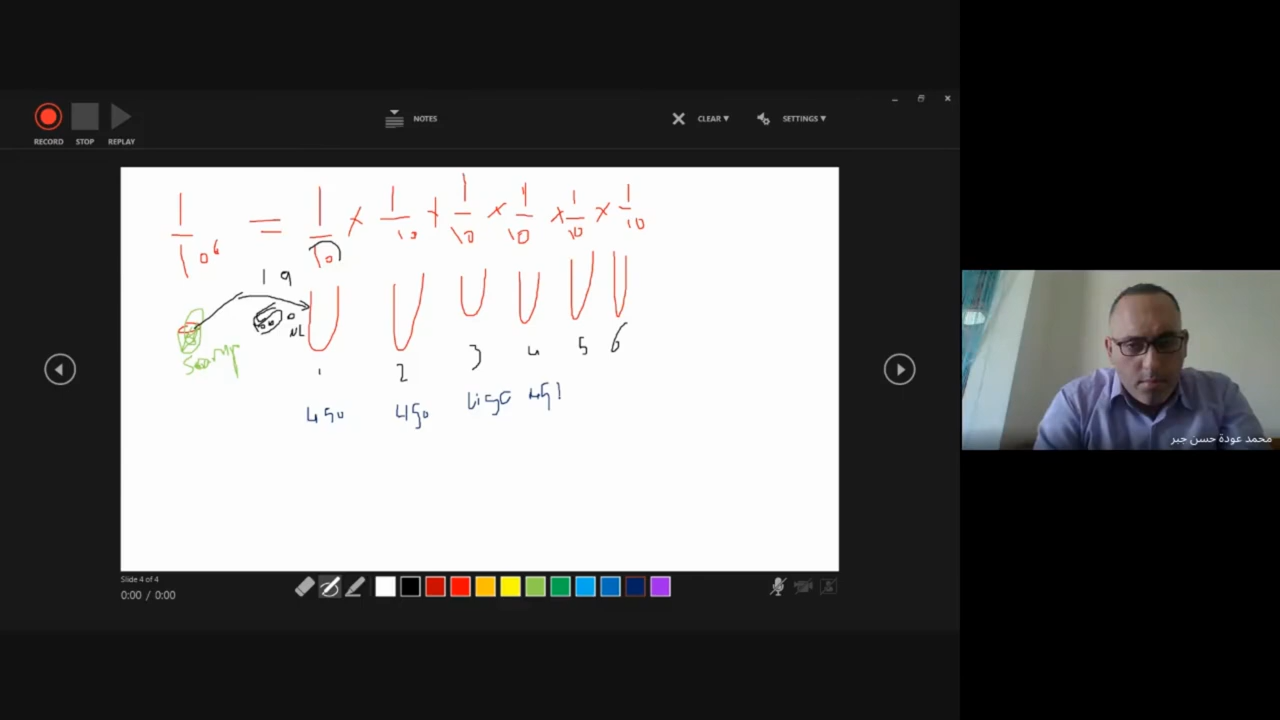 RECORD STOP REPLAY
NOTES
CLEAR
SETTINGS
1/10⁶ = 1/10 × 1/10 × 1/10 × 1/10 × 1/10 × 1/10
1 9
NL
1 2 3 4 5 6
450 450 450
Slide 4 of 4
0:00 / 0:00
محمد عودة حسن جبر